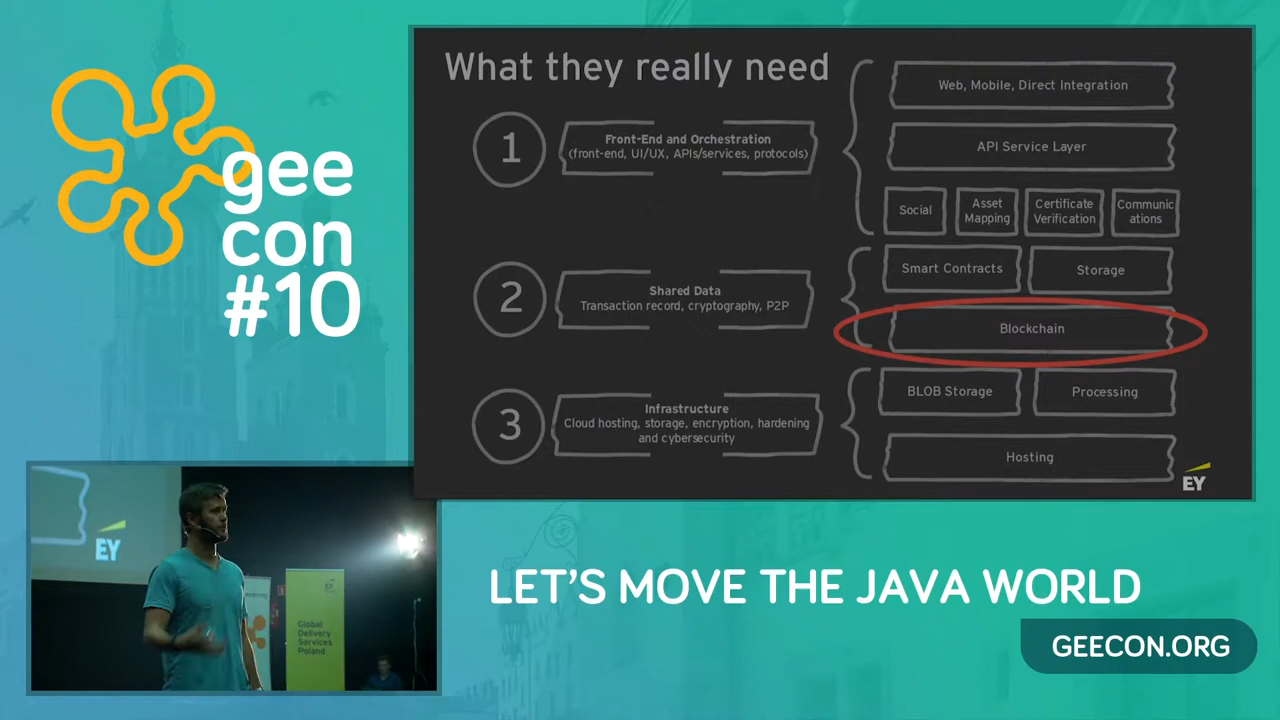 gee
con
#10
What they really need
1
Front-End and Orchestration
(front-end, UI/UX, APIs/services, protocols)
Web, Mobile, Direct Integration
API Service Layer
Social
Asset
Mapping
Certificate
Verification
Communic
ations
2
Shared Data
Transaction record, cryptography, P2P
Smart Contracts
Storage
Blockchain
3
Infrastructure
Cloud hosting, storage, encryption, hardening
and cybersecurity
BLOB Storage
Processing
Hosting
EY
EY
EY
Global
Delivery
Services
Poland
LET'S MOVE THE JAVA WORLD
GEECON.ORG